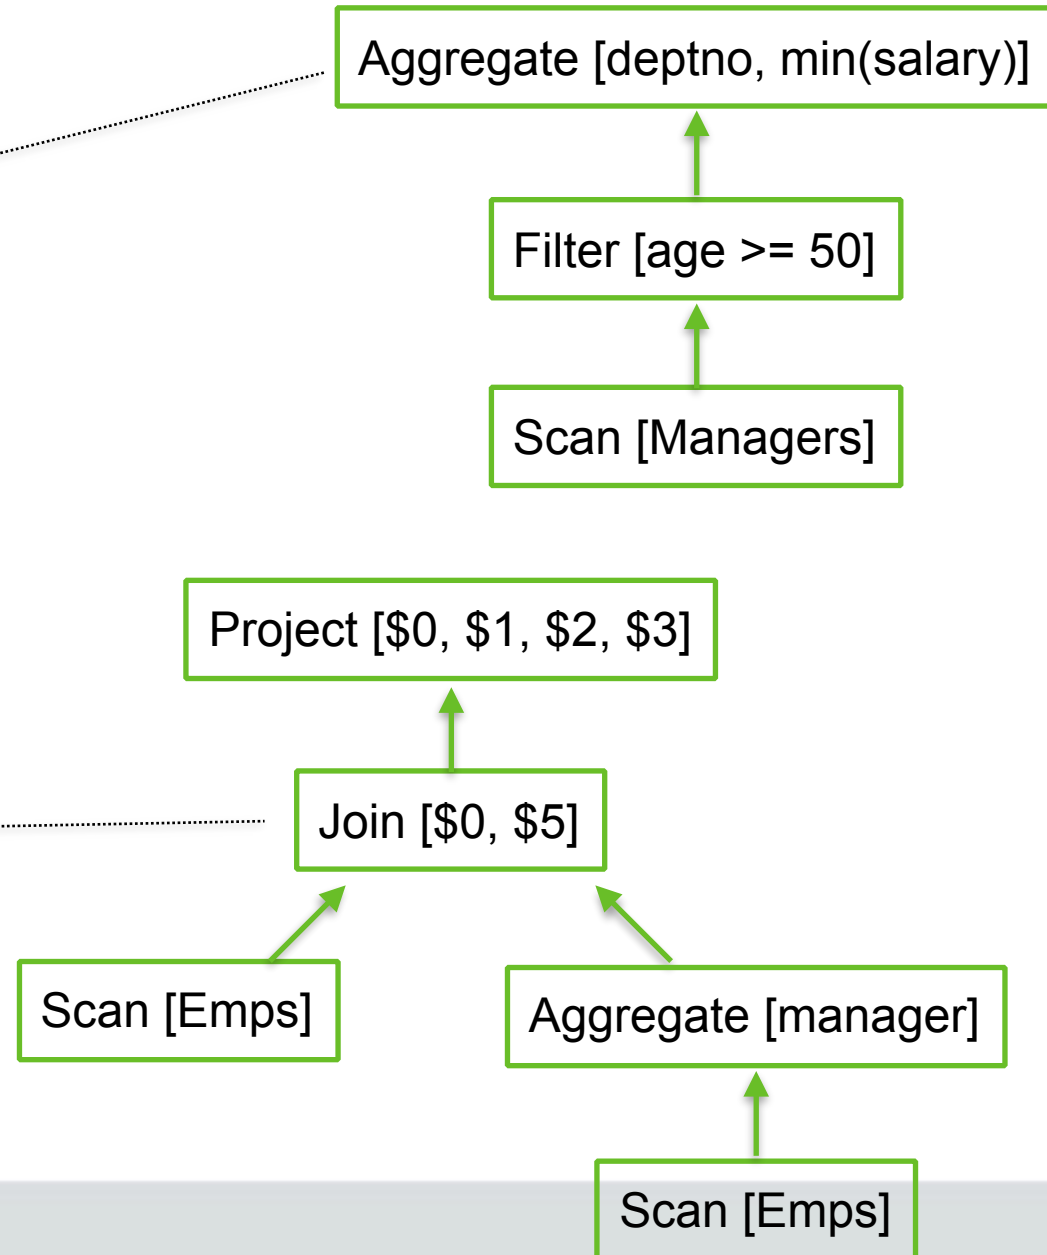 Aggregate [deptno, min(salary)]
Filter [age >= 50]
Scan [Managers]
Project [$0, $1, $2, $3]
Join [$0, $5]
Scan [Emps]
Aggregate [manager]
Scan [Emps]